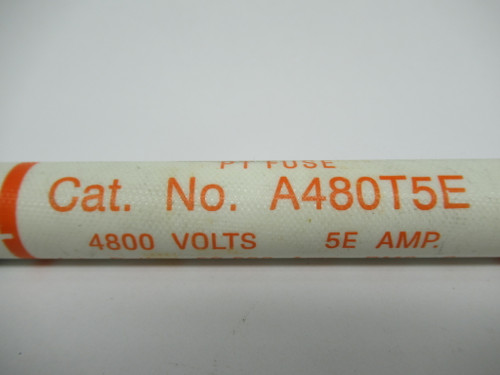 PT FUSE
Cat. No. A480T5E
4800 VOLTS 5E AMP.